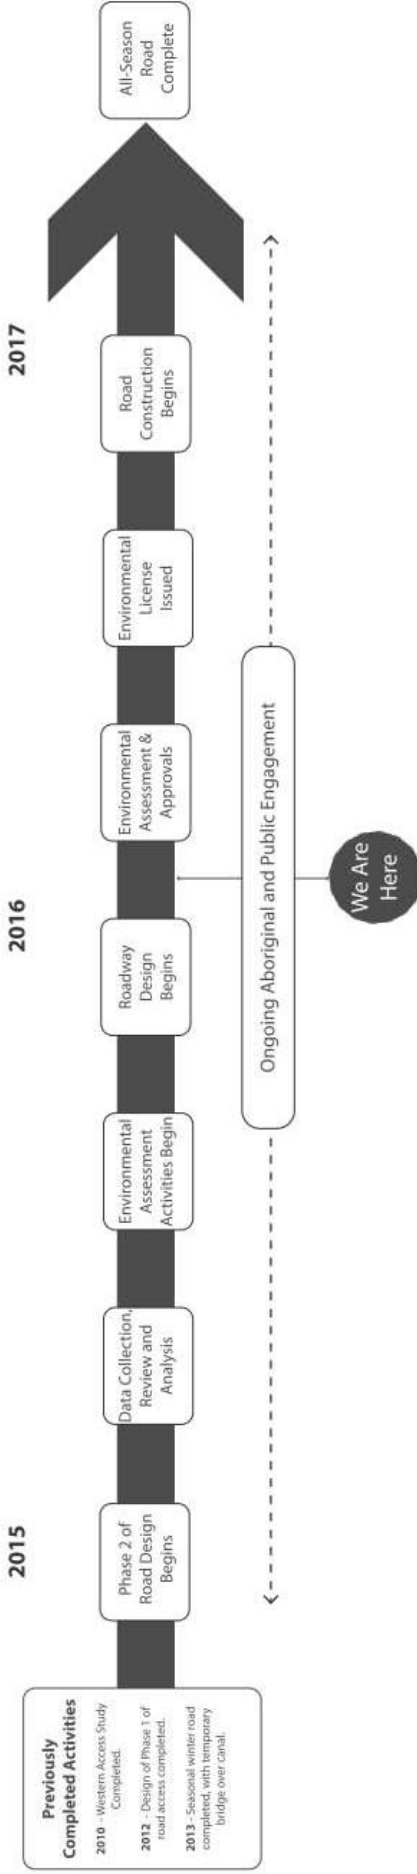 2015
2016
2017
Previously
Completed Activities
2010 - Western Access Study
Completed.
2012 - Design of Phase 1 of
road access completed.
2013 - Seasonal winter road
completed, with temporary
bridge over canal.
Phase 2 of
Road Design
Begins
Data Collection,
Review and
Analysis
Environmental
Assessment
Activities Begin
Roadway
Design
Begins
Environmental
Assessment &
Approvals
Environmental
License
Issued
Road
Construction
Begins
All-Season
Road
Complete
Ongoing Aboriginal and Public Engagement
We Are
Here